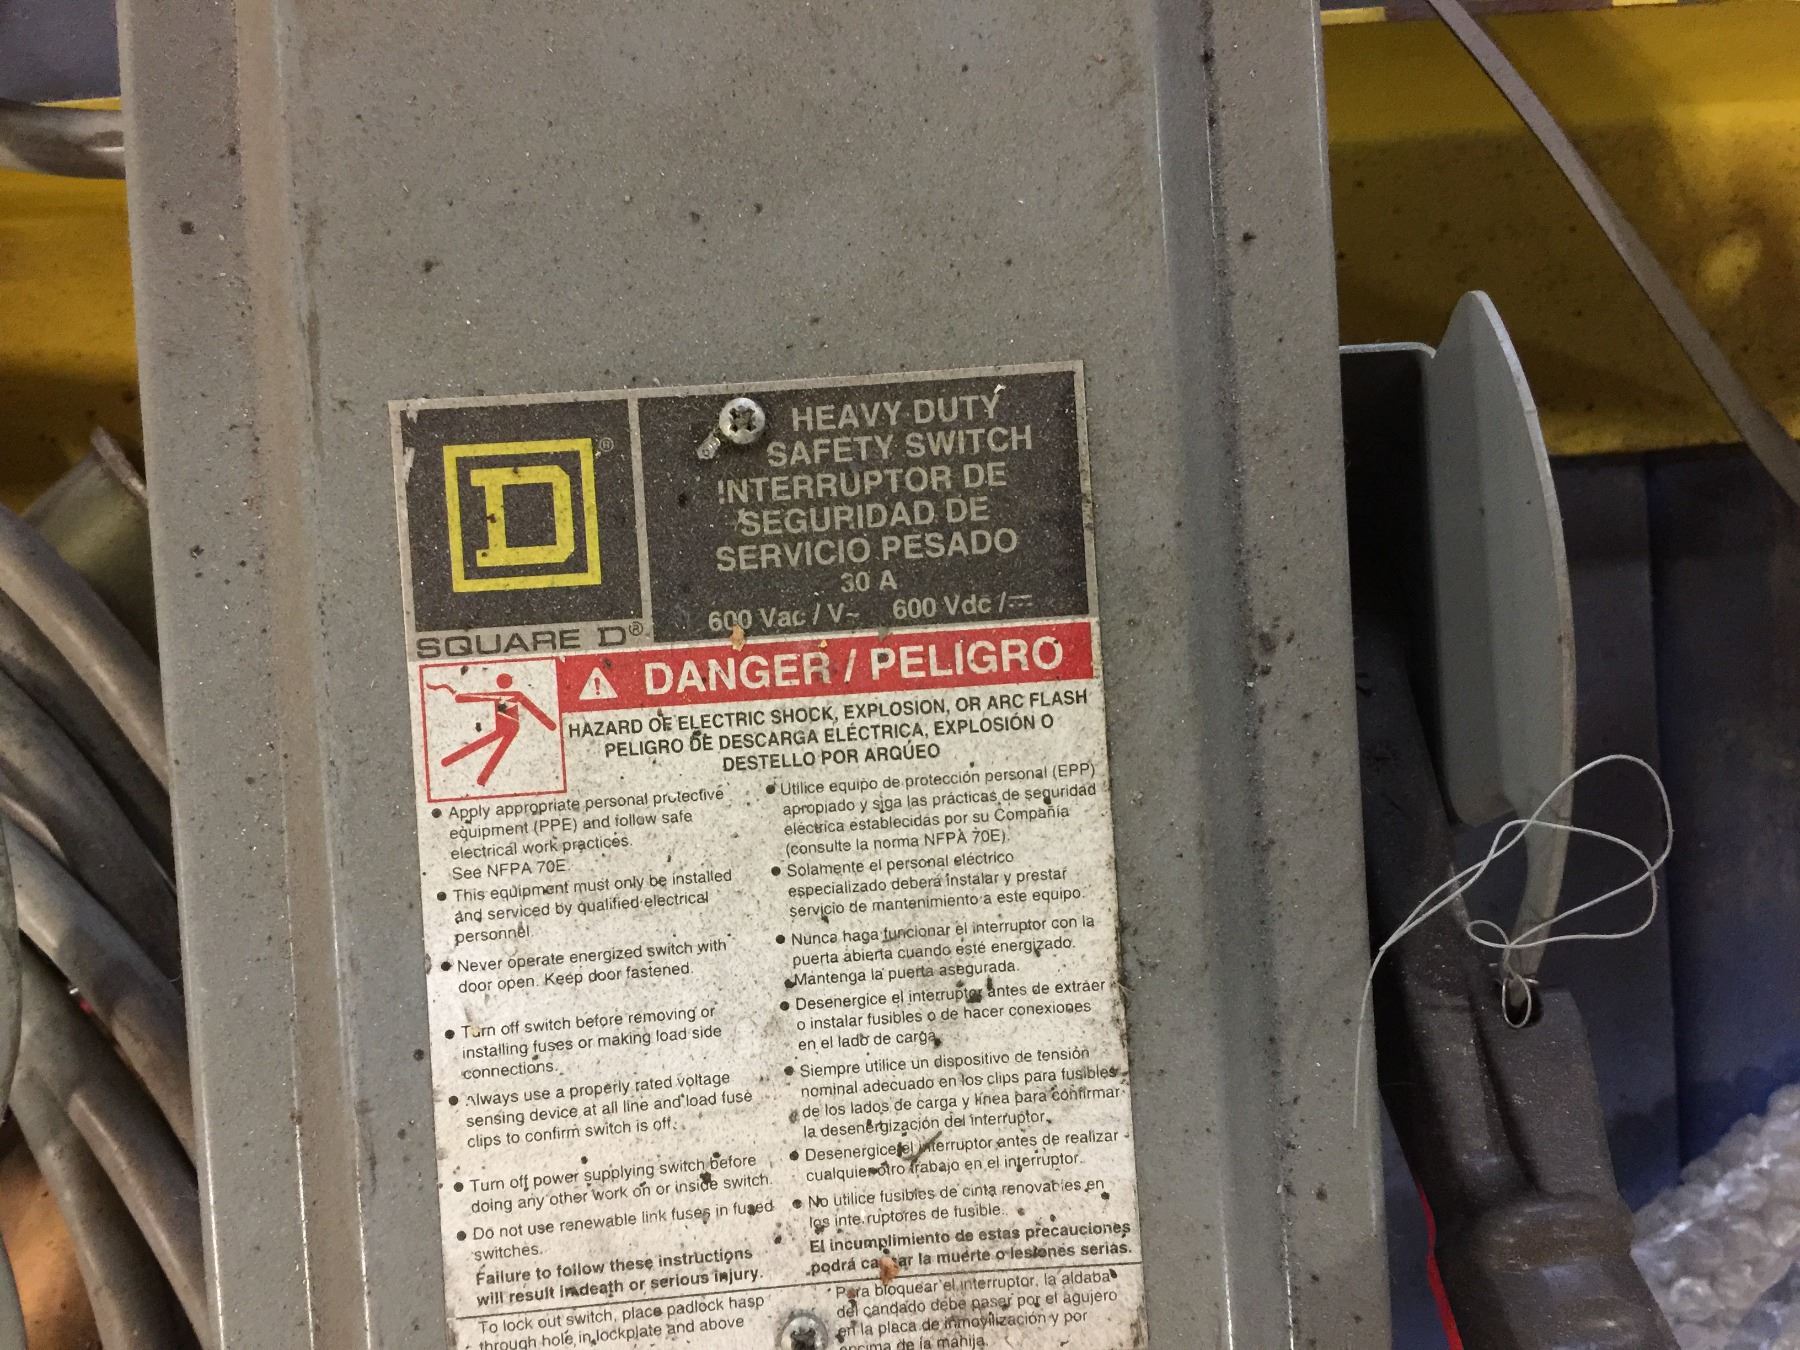 HEAVY DUTY
SAFETY SWITCH
INTERRUPTOR DE
SEGURIDAD DE
SERVICIO PESADO
30 A
600 Vac / V~ 600 Vdc / ⎓
D®
SQUARE D®
DANGER / PELIGRO
HAZARD OF ELECTRIC SHOCK, EXPLOSION, OR ARC FLASH
PELIGRO DE DESCARGA ELÉCTRICA, EXPLOSIÓN O
DESTELLO POR ARQUEO
• Apply appropriate personal protective
equipment (PPE) and follow safe
electrical work practices.
See NFPA 70E.
• This equipment must only be installed
and serviced by qualified electrical
personnel.
• Never operate energized switch with
door open. Keep door fastened.
• Turn off switch before removing or
installing fuses or making load side
connections.
• Always use a properly rated voltage
sensing device at all line and load fuse
clips to confirm switch is off.
• Turn off power supplying switch before
doing any other work on or inside switch.
• Do not use renewable link fuses in fused
switches.
Failure to follow these instructions
will result in death or serious injury.
To lock out switch, place padlock hasp
through hole in lockplate and above
• Utilice equipo de protección personal (EPP)
apropiado y siga las prácticas de seguridad
eléctrica establecidas por su Compañía
(consulte la norma NFPA 70E).
• Solamente el personal eléctrico
especializado deberá instalar y prestar
servicio de mantenimiento a este equipo.
• Nunca haga funcionar el interruptor con la
puerta abierta cuando esté energizado.
Mantenga la puerta asegurada.
• Desenergice el interruptor antes de extraer
o instalar fusibles o de hacer conexiones
en el lado de carga.
• Siempre utilice un dispositivo de tensión
nominal adecuado en los clips para fusibles
de los lados de carga y línea para confirmar
la desenergización del interruptor.
• Desenergice el interruptor antes de realizar
cualquier otro trabajo en el interruptor.
• No utilice fusibles de cinta renovables en
los interruptores de fusible.
El incumplimiento de estas precauciones
podrá causar la muerte o lesiones serias.
Para bloquear el interruptor, la aldaba
del candado debe pasar por el agujero
en la placa de inmovilización y por
encima de la manija.